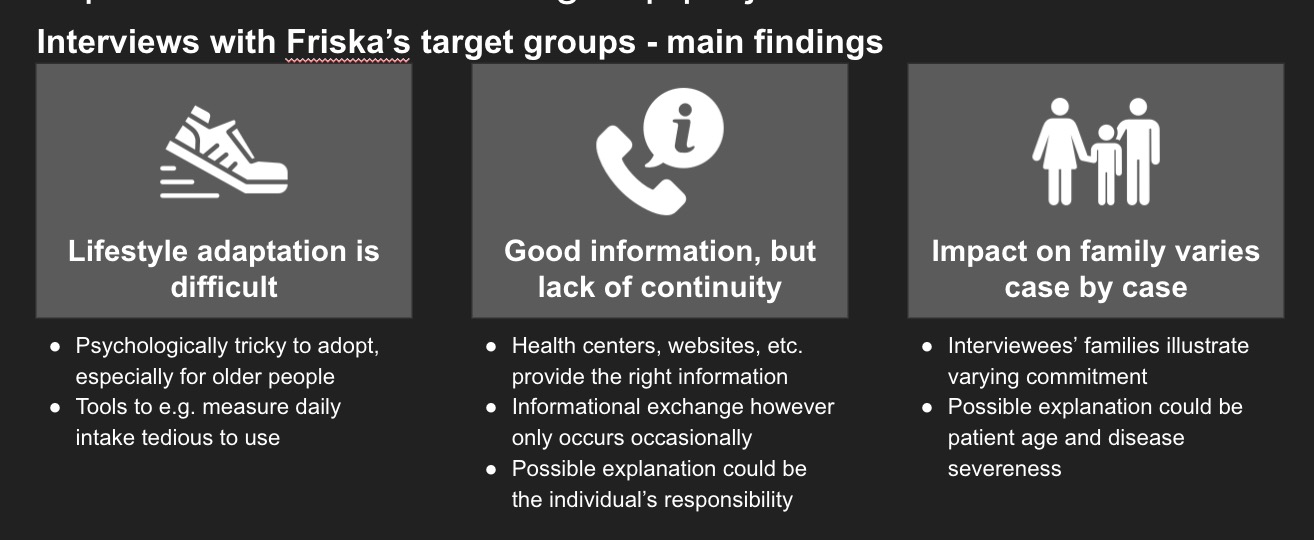 Interviews with Friska's target groups - main findings
Lifestyle adaptation is
difficult
● Psychologically tricky to adopt,
especially for older people
● Tools to e.g. measure daily
intake tedious to use
i
Good information, but
lack of continuity
● Health centers, websites, etc.
provide the right information
● Informational exchange however
only occurs occasionally
● Possible explanation could be
the individual's responsibility
Impact on family varies
case by case
● Interviewees' families illustrate
varying commitment
● Possible explanation could be
patient age and disease
severeness